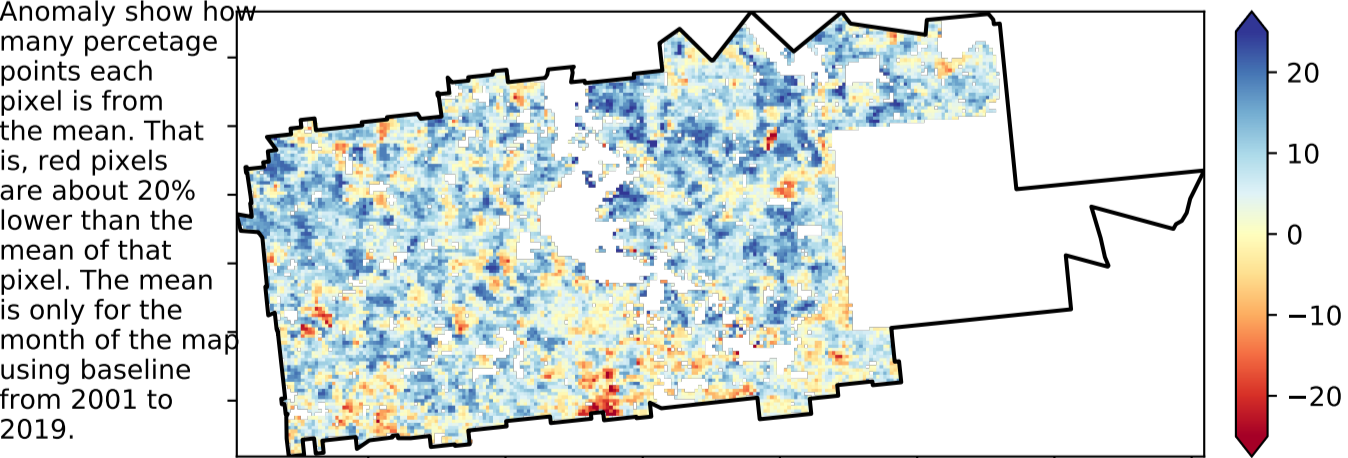 Anomaly show how
many percetage
points each
pixel is from
the mean. That
is, red pixels
are about 20%
lower than the
mean of that
pixel. The mean
is only for the
month of the map
using baseline
from 2001 to
2019.
20
10
0
−10
−20